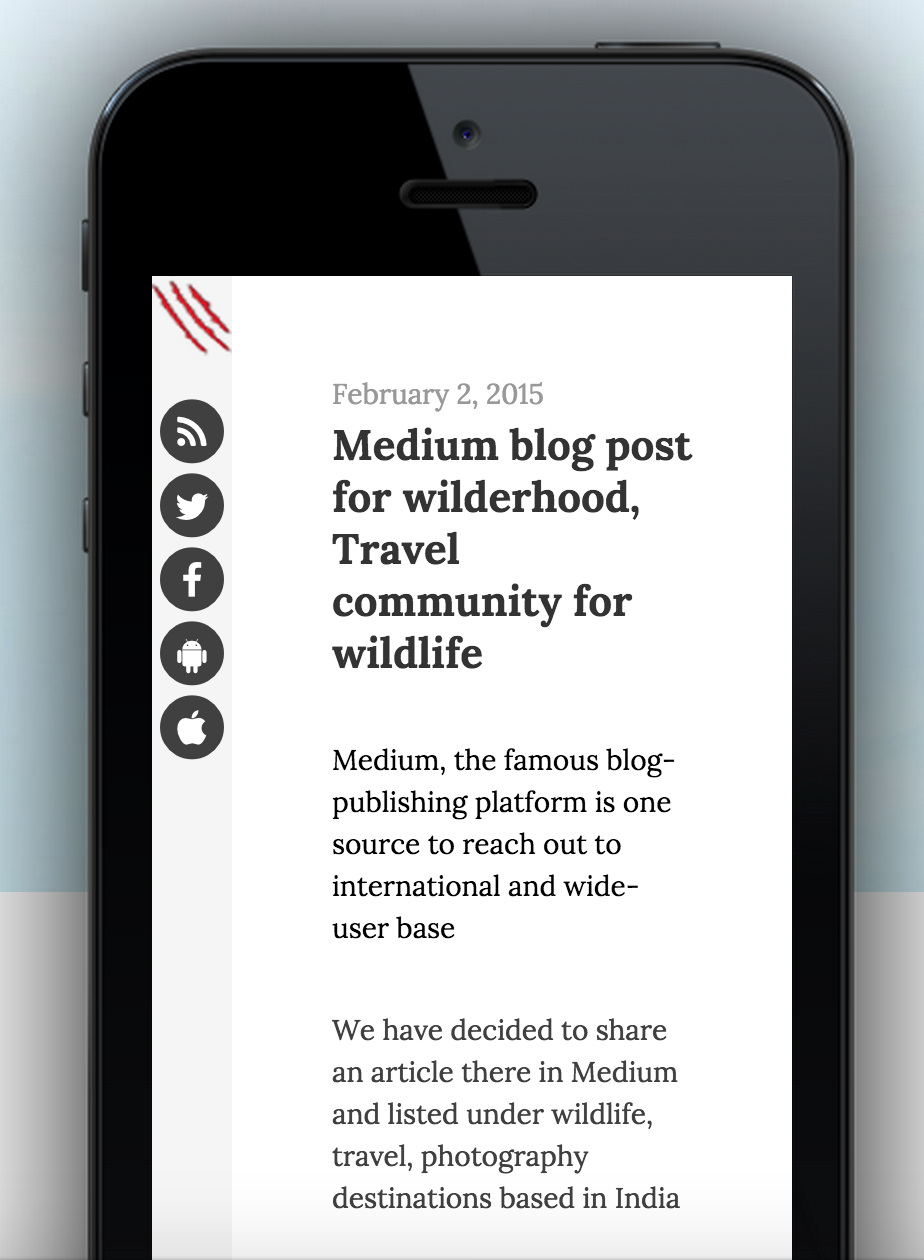 February 2, 2015
Medium blog post
for wilderhood,
Travel
community for
wildlife
Medium, the famous blog-
publishing platform is one
source to reach out to
international and wide-
user base
We have decided to share
an article there in Medium
and listed under wildlife,
travel, photography
destinations based in India